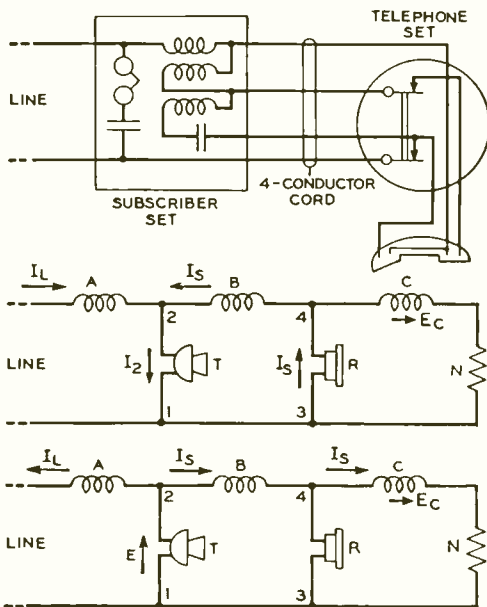 TELEPHONE
SET
LINE
SUBSCRIBER
SET
4-CONDUCTOR
CORD
I_L A I_S B C
2 4 E_C
LINE I_2 T I_S R N
1 3
I_L A I_S B I_S C
2 4 E_C
LINE E T R N
1 3